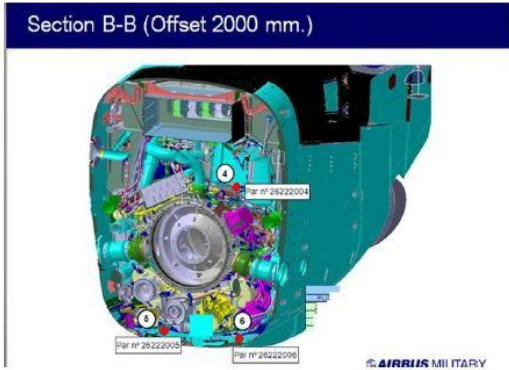 Section B-B (Offset 2000 mm.)
4
Par nº 26222004
5
6
Par nº 26222005
Par nº 26222006
AIRBUS MILITARY